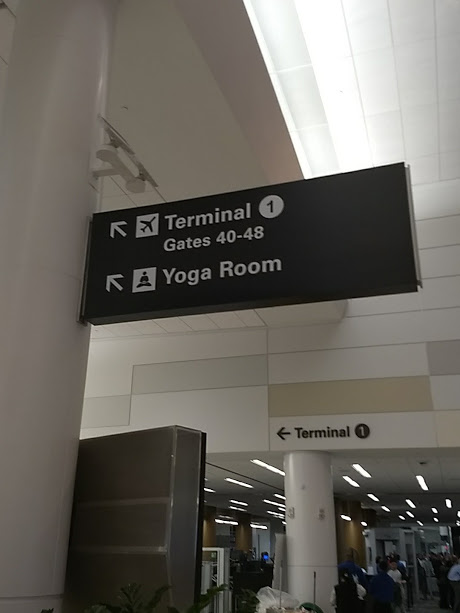 Terminal 1
Gates 40-48
Yoga Room
Terminal 1